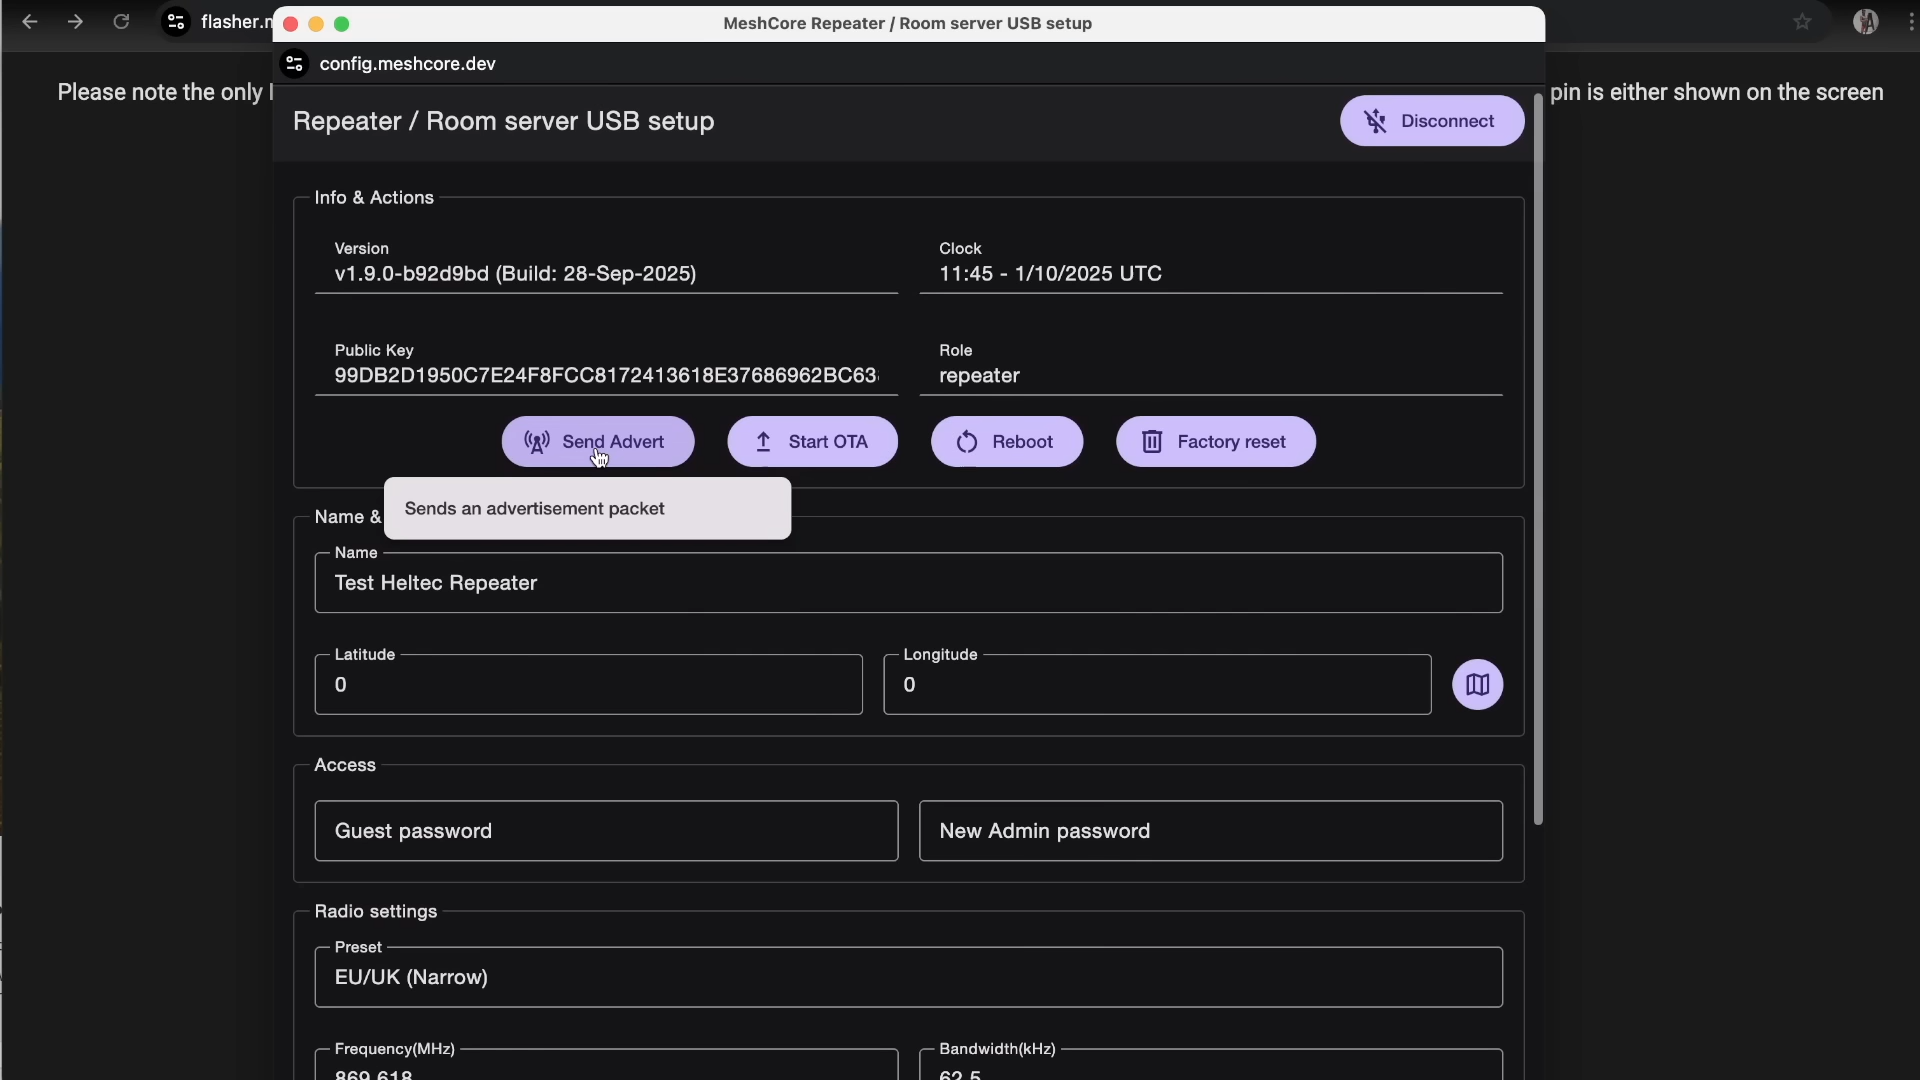 flasher.
MeshCore Repeater / Room server USB setup
config.meshcore.dev
Please note the only
pin is either shown on the screen
Repeater / Room server USB setup
Disconnect
Info & Actions
Version
v1.9.0-b92d9bd (Build: 28-Sep-2025)
Clock
11:45 - 1/10/2025 UTC
Public Key
99DB2D1950C7E24F8FCC8172413618E37686962BC63
Role
repeater
Send Advert
Start OTA
Reboot
Factory reset
Sends an advertisement packet
Name &
Name
Test Heltec Repeater
Latitude
0
Longitude
0
Access
Guest password
New Admin password
Radio settings
Preset
EU/UK (Narrow)
Frequency(MHz)
869.618
Bandwidth(kHz)
62.5